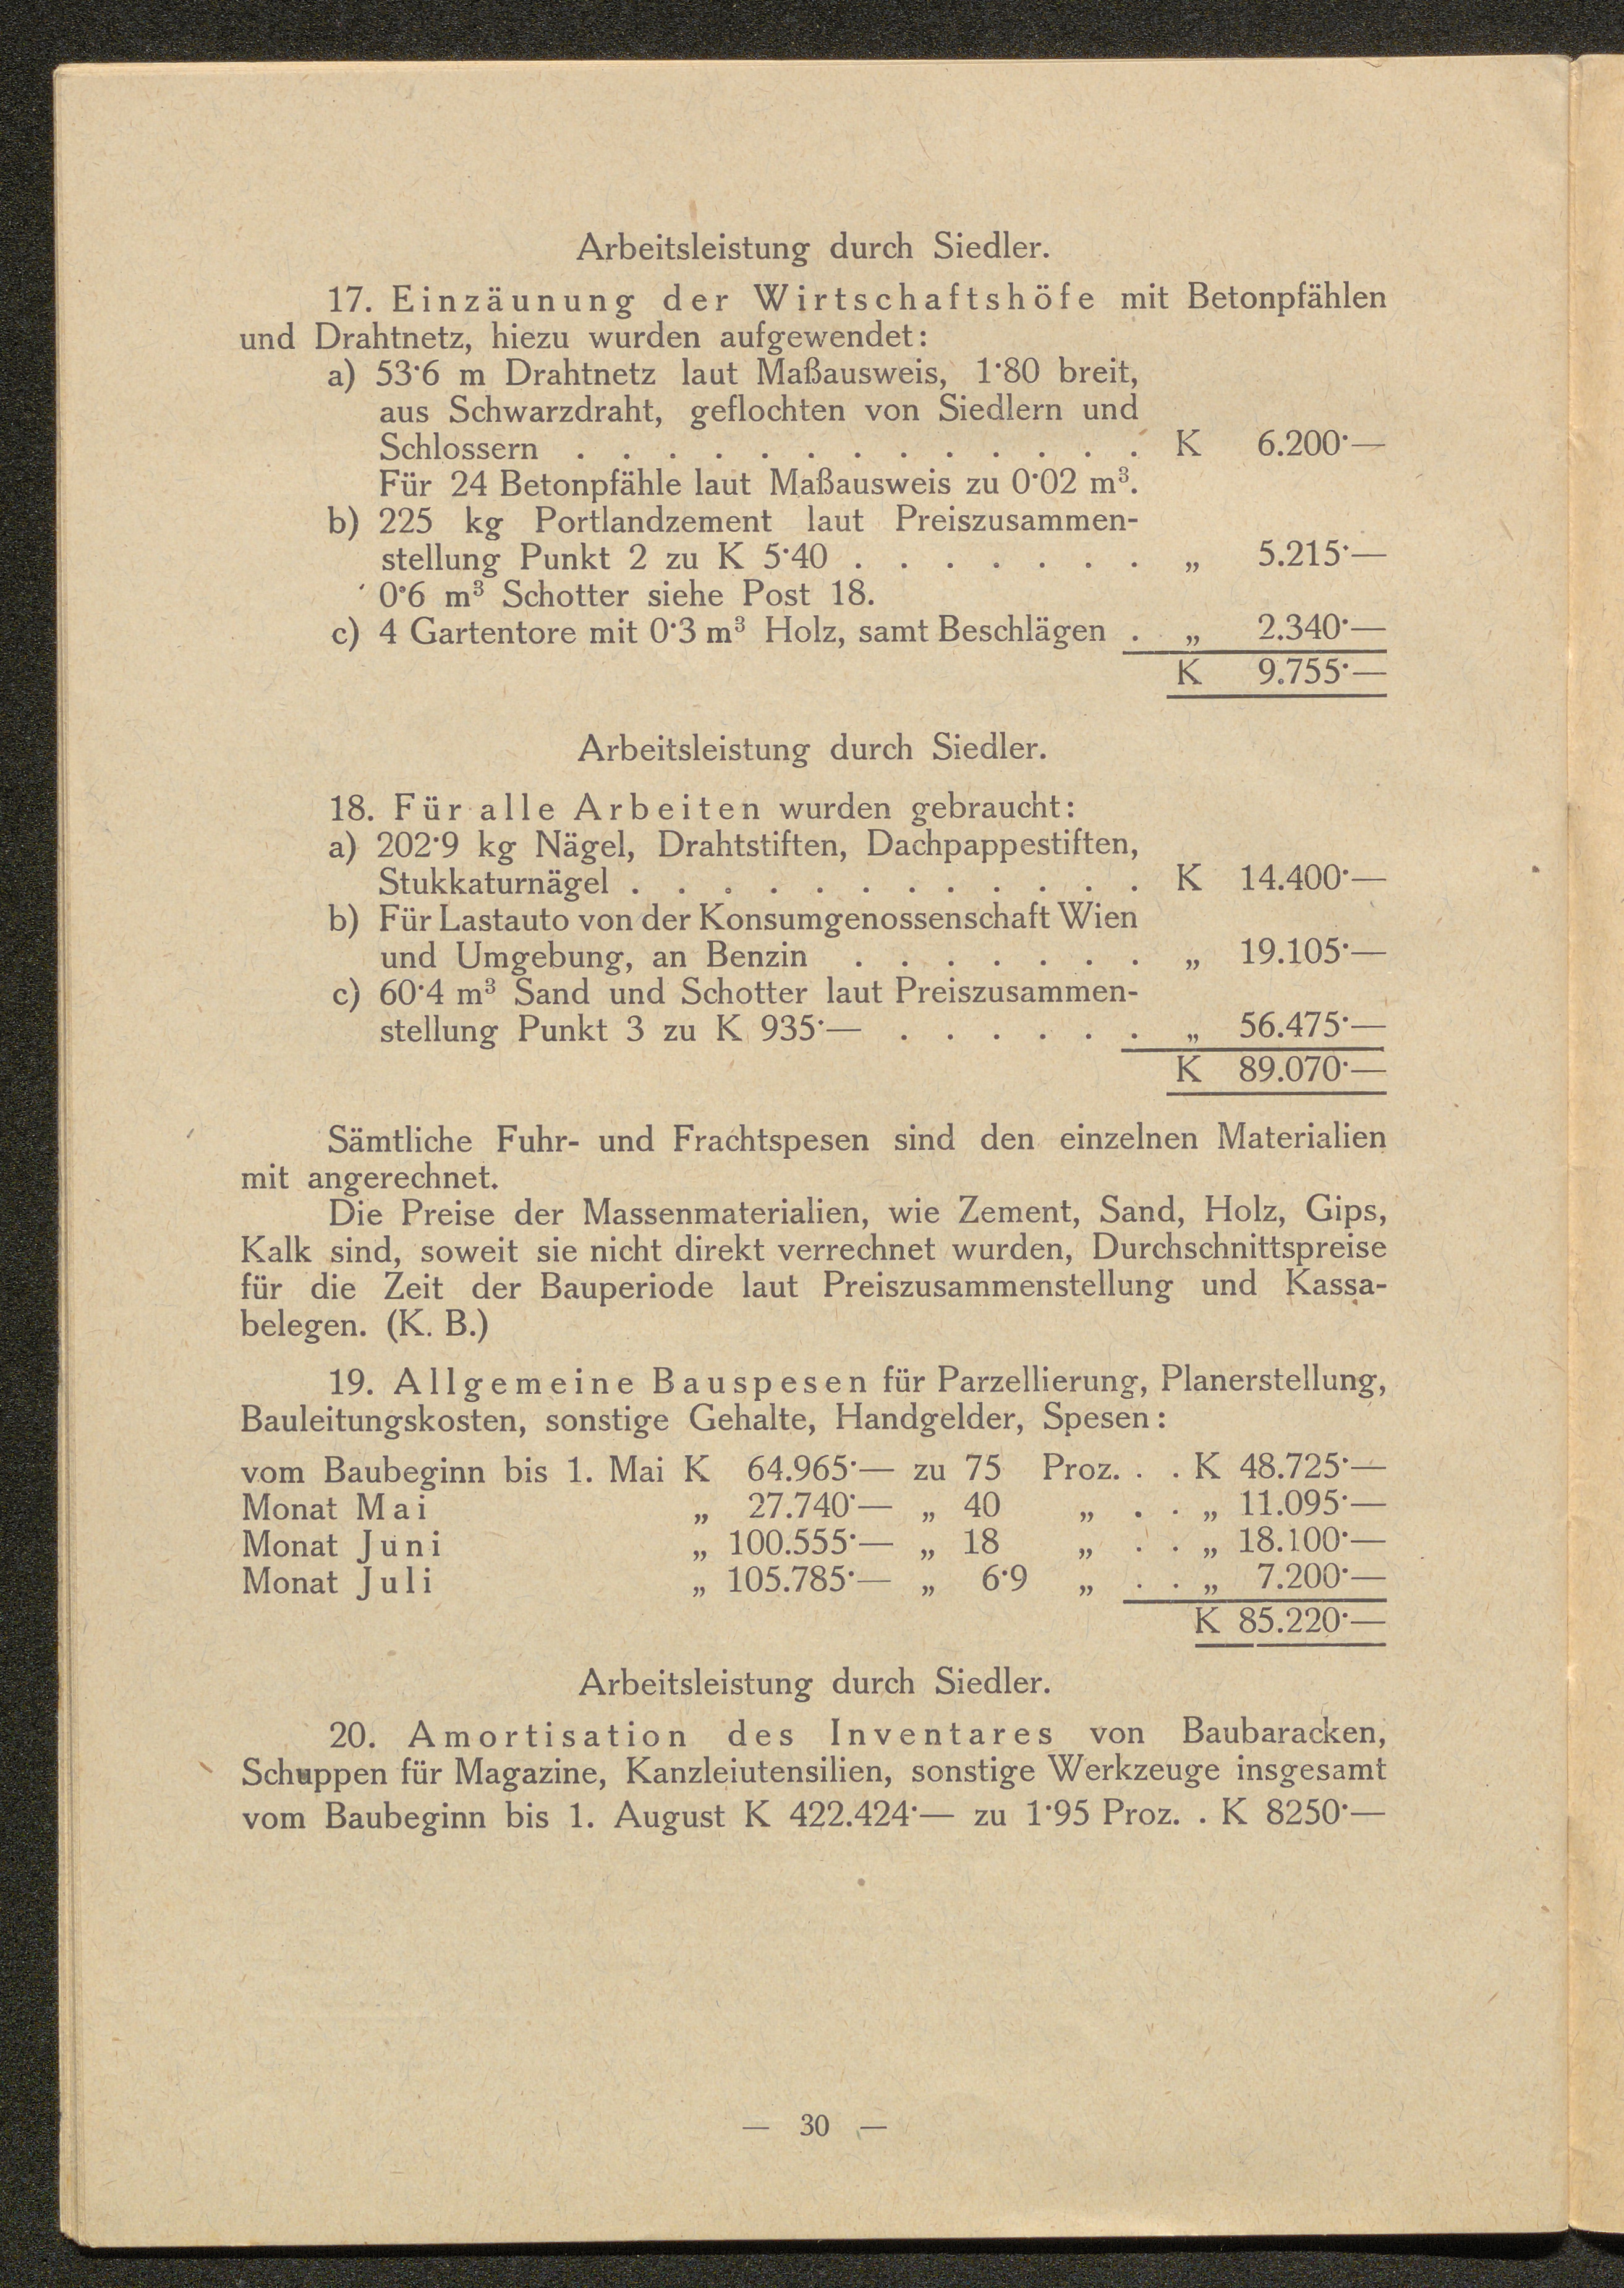 Arbeitsleistung durch Siedler.
17. Einzäunung der Wirtschaftshöfe mit Betonpfählen
und Drahtnetz, hiezu wurden aufgewendet:
a) 53·6 m Drahtnetz laut Maßausweis, 1·80 breit,
aus Schwarzdraht, geflochten von Siedlern und
Schlossern . . . . . . . . . . . . . K 6.200·—
Für 24 Betonpfähle laut Maßausweis zu 0·02 m³.
b) 225 kg Portlandzement laut Preiszusammen-
stellung Punkt 2 zu K 5·40 . . . . . . . „ 5.215·—
0·6 m³ Schotter siehe Post 18.
c) 4 Gartentore mit 0·3 m³ Holz, samt Beschlägen . „ 2.340·—
K 9.755·—
Arbeitsleistung durch Siedler.
18. Für alle Arbeiten wurden gebraucht:
a) 202·9 kg Nägel, Drahtstiften, Dachpappestiften,
Stukkaturnägel . . . . . . . . . . . . K 14.400·—
b) Für Lastauto von der Konsumgenossenschaft Wien
und Umgebung, an Benzin . . . . . . . „ 19.105·—
c) 60·4 m³ Sand und Schotter laut Preiszusammen-
stellung Punkt 3 zu K 935·— . . . . . . „ 56.475·—
K 89.070·—
Sämtliche Fuhr- und Frachtspesen sind den einzelnen Materialien
mit angerechnet.
Die Preise der Massenmaterialien, wie Zement, Sand, Holz, Gips,
Kalk sind, soweit sie nicht direkt verrechnet wurden, Durchschnittspreise
für die Zeit der Bauperiode laut Preiszusammenstellung und Kassa-
belegen. (K. B.)
19. Allgemeine Bauspesen für Parzellierung, Planerstellung,
Bauleitungskosten, sonstige Gehalte, Handgelder, Spesen:
vom Baubeginn bis 1. Mai K 64.965·— zu 75 Proz. . . K 48.725·—
Monat Mai „ 27.740·— „ 40 „ . . „ 11.095·—
Monat Juni „ 100.555·— „ 18 „ . . „ 18.100·—
Monat Juli „ 105.785·— „ 6·9 „ . . „ 7.200·—
K 85.220·—
Arbeitsleistung durch Siedler.
20. Amortisation des Inventares von Baubaracken,
Schuppen für Magazine, Kanzleiutensilien, sonstige Werkzeuge insgesamt
vom Baubeginn bis 1. August K 422.424·— zu 1·95 Proz. . K 8250·—
— 30 —